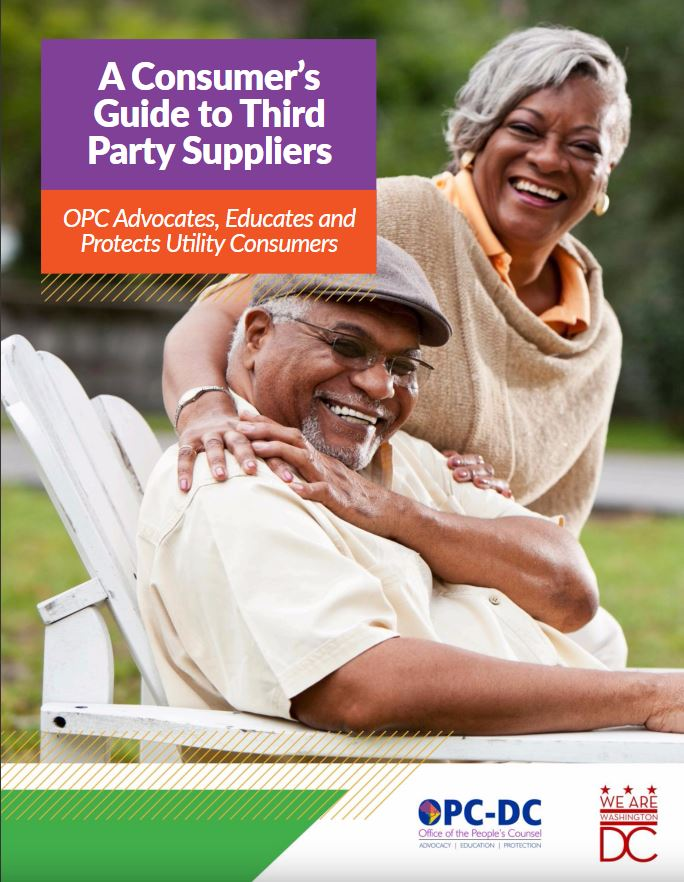 A Consumer’s
Guide to Third
Party Suppliers
OPC Advocates, Educates and
Protects Utility Consumers
OPC-DC
Office of the People's Counsel
ADVOCACY | EDUCATION | PROTECTION
WE ARE
WASHINGTON
DC